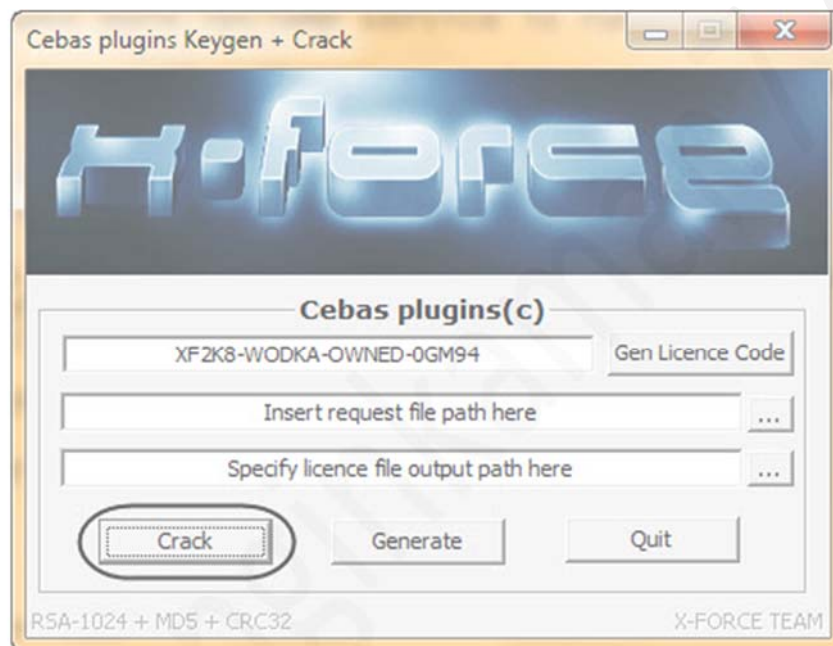 Cebas plugins Keygen + Crack
x·force
Cebas plugins(c)
XF2K8-WODKA-OWNED-0GM94 Gen Licence Code
Insert request file path here ...
Specify licence file output path here ...
Crack Generate Quit
RSA-1024 + MD5 + CRC32 X-FORCE TEAM